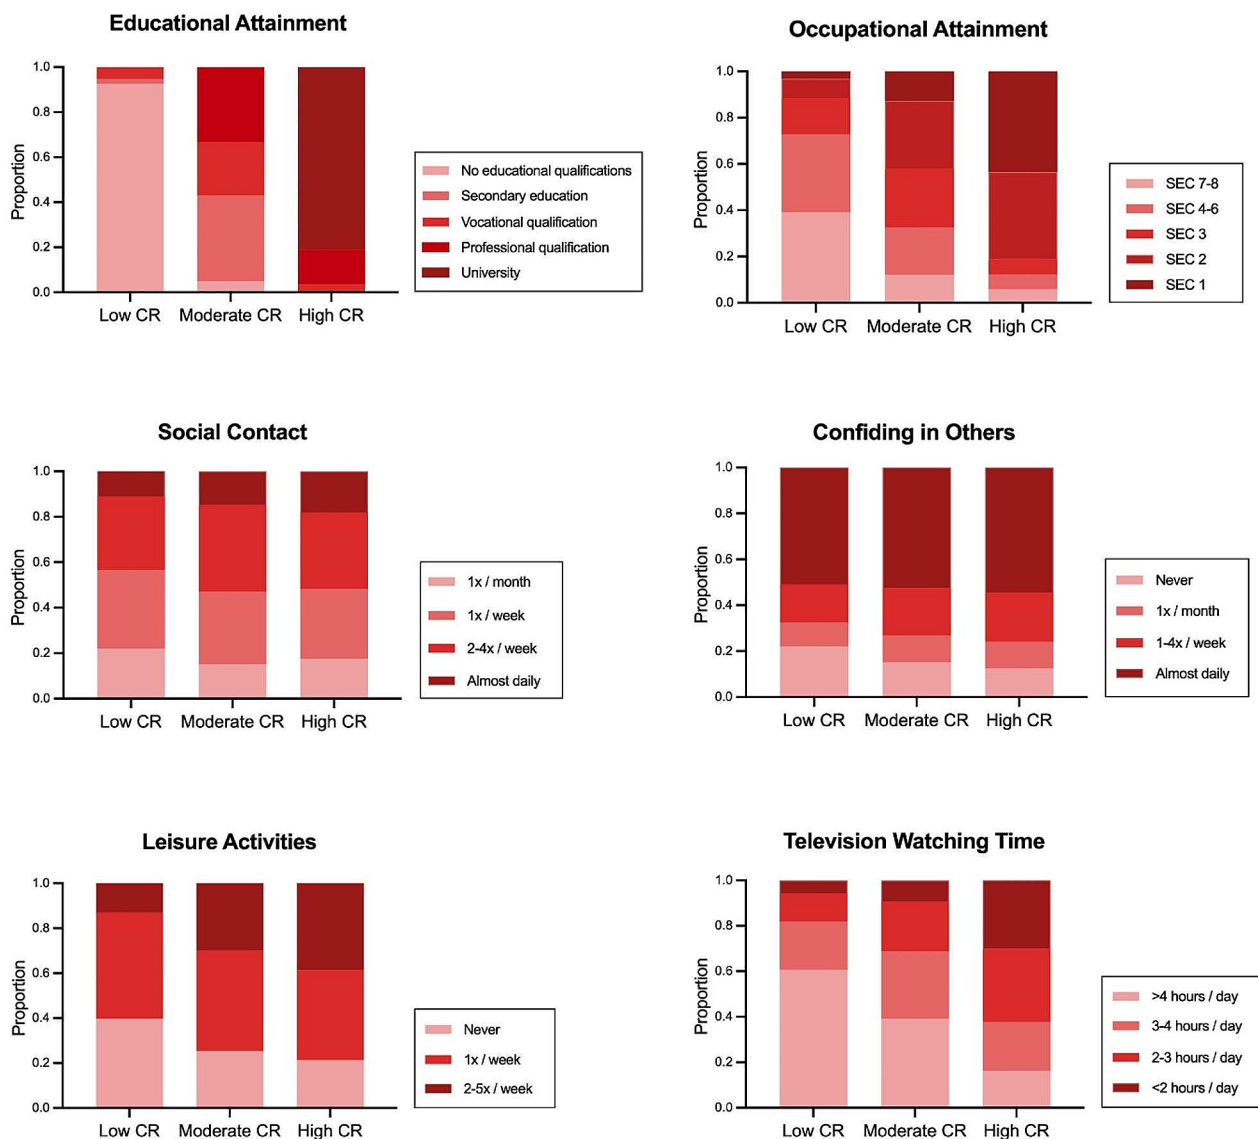 Educational Attainment
1.0
0.8
0.6
0.4
0.2
0.0
Proportion
Low CR
Moderate CR
High CR
No educational qualifications
Secondary education
Vocational qualification
Professional qualification
University
Occupational Attainment
1.0
0.8
0.6
0.4
0.2
0.0
Proportion
Low CR
Moderate CR
High CR
SEC 7-8
SEC 4-6
SEC 3
SEC 2
SEC 1
Social Contact
1.0
0.8
0.6
0.4
0.2
0.0
Proportion
Low CR
Moderate CR
High CR
1x / month
1x / week
2-4x / week
Almost daily
Confiding in Others
1.0
0.8
0.6
0.4
0.2
0.0
Proportion
Low CR
Moderate CR
High CR
Never
1x / month
1-4x / week
Almost daily
Leisure Activities
1.0
0.8
0.6
0.4
0.2
0.0
Proportion
Low CR
Moderate CR
High CR
Never
1x / week
2-5x / week
Television Watching Time
1.0
0.8
0.6
0.4
0.2
0.0
Proportion
Low CR
Moderate CR
High CR
>4 hours / day
3-4 hours / day
2-3 hours / day
<2 hours / day